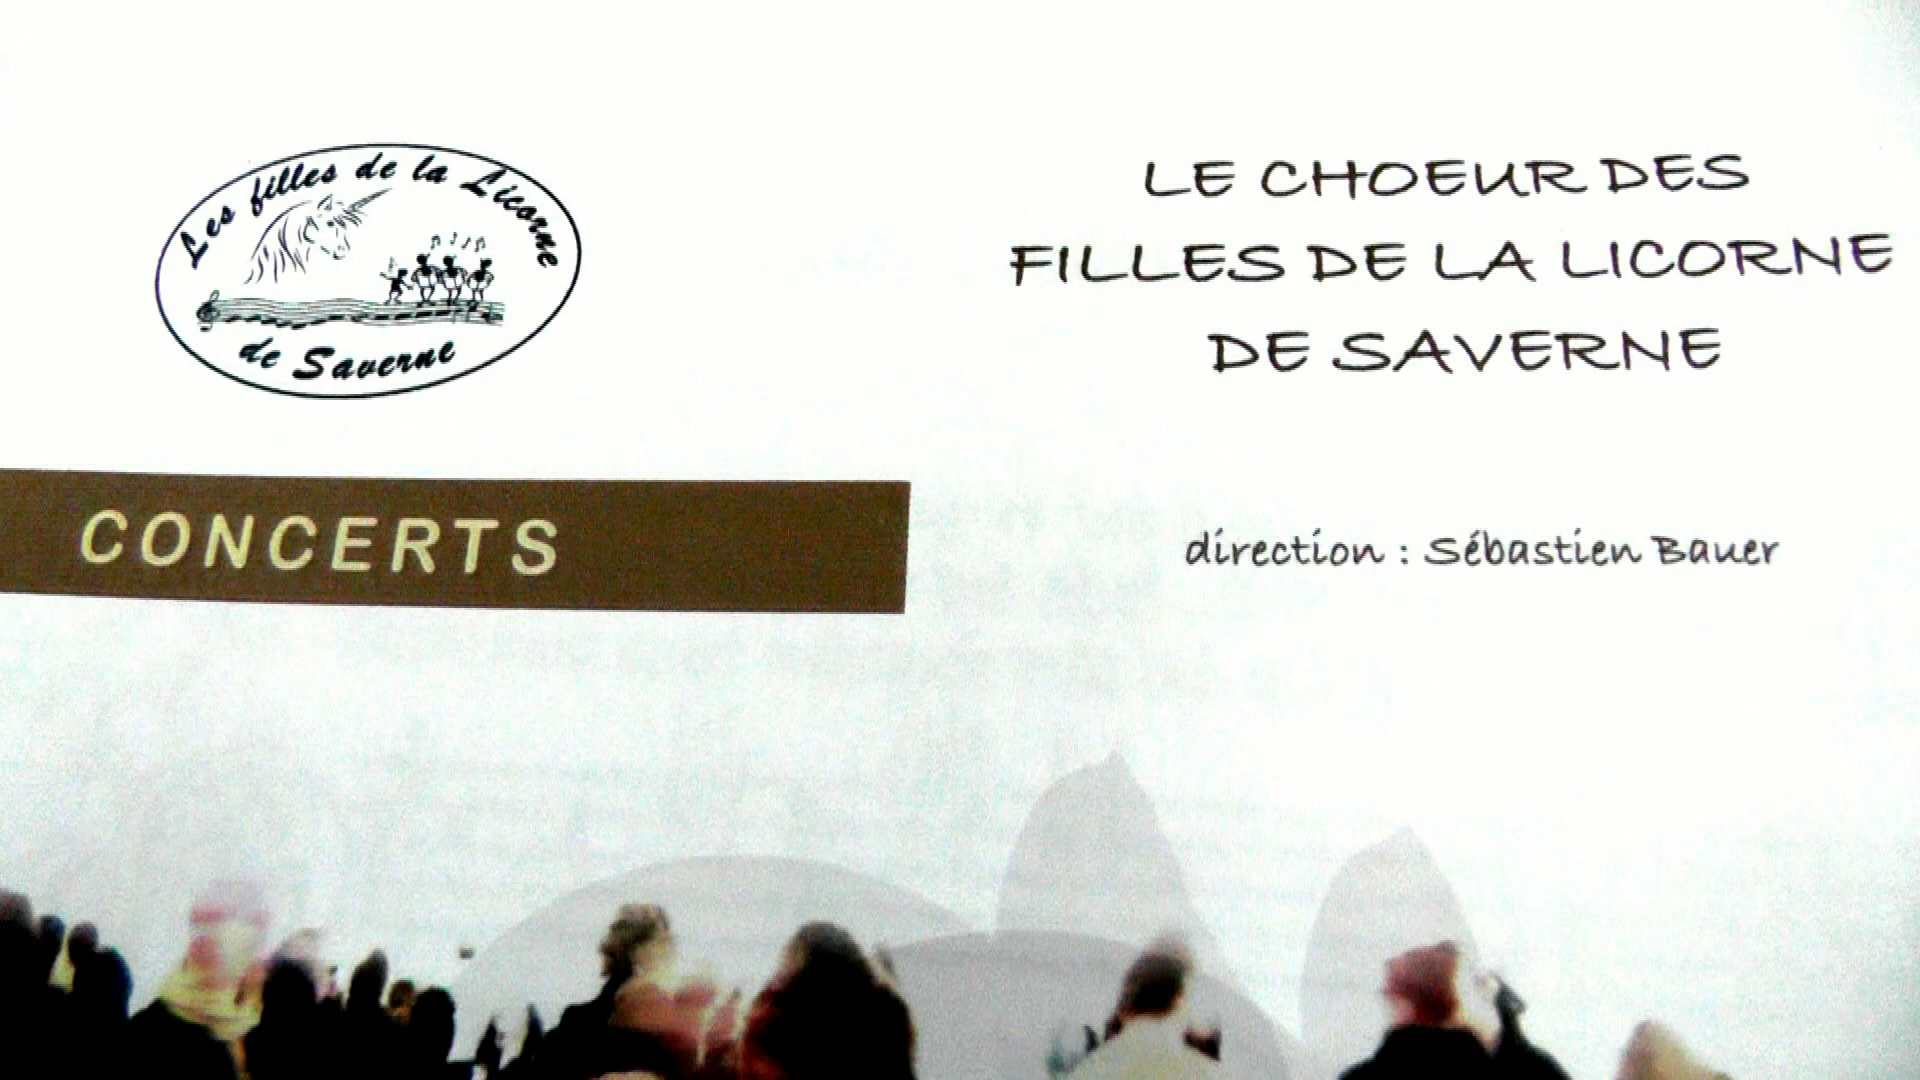 Les filles de la Licorne
de Saverne
LE CHOEUR DES
FILLES DE LA LICORNE
DE SAVERNE
CONCERTS
direction : Sébastien Bauer